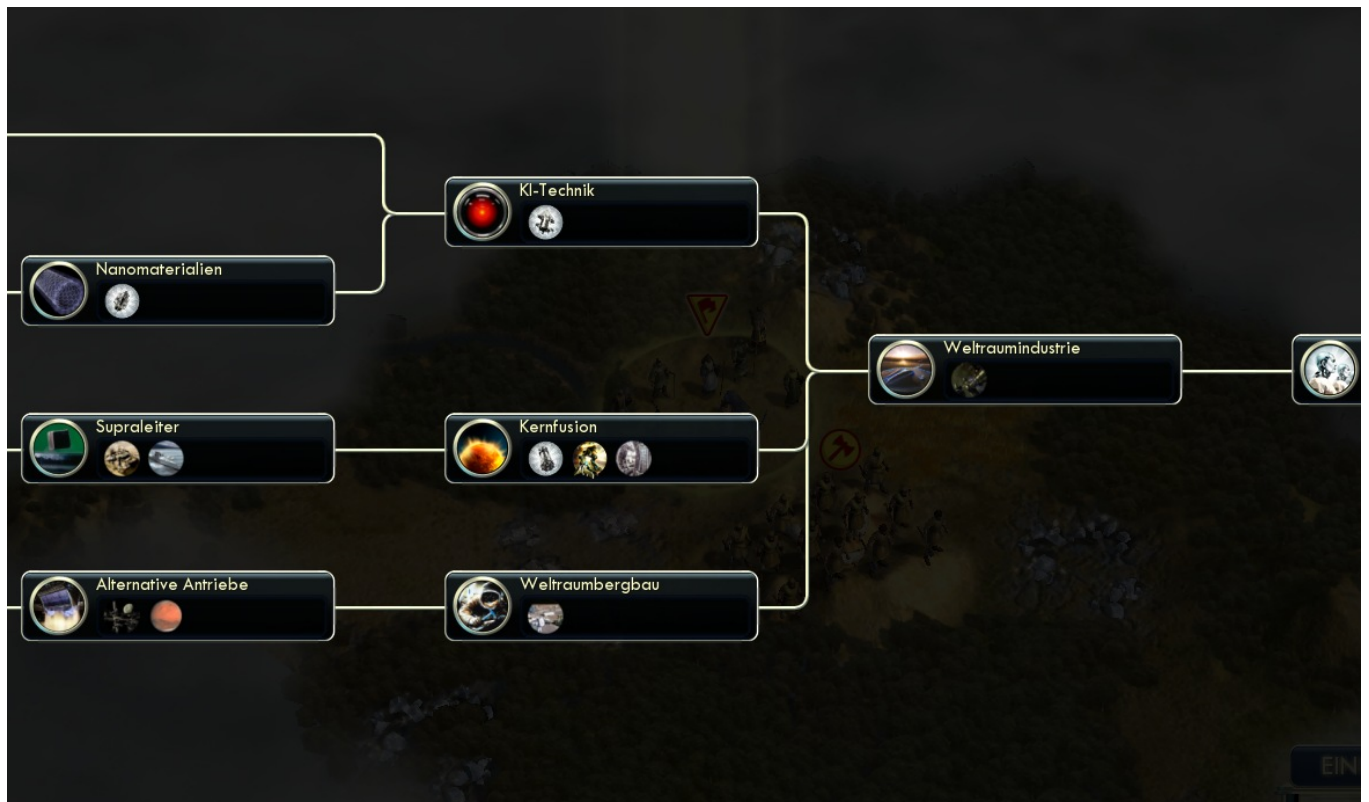 KI-Technik
Nanomaterialien
Weltraumindustrie
Supraleiter
Kernfusion
Alternative Antriebe
Weltraumbergbau
EIN